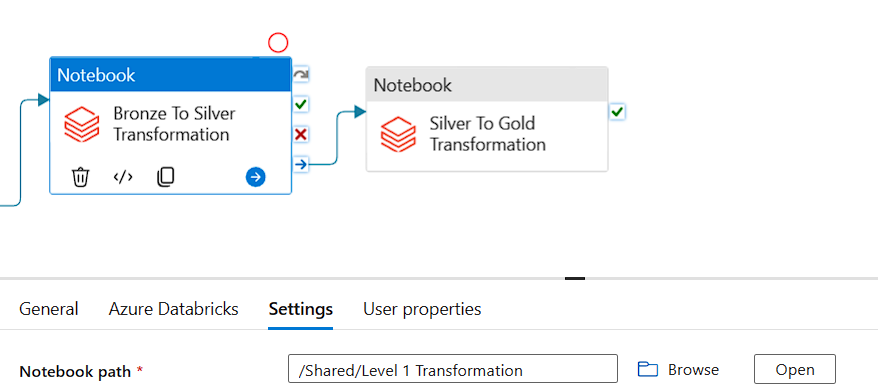 Notebook
Bronze To Silver
Transformation
</>
Notebook
Silver To Gold
Transformation
General Azure Databricks Settings User properties
Notebook path * /Shared/Level 1 Transformation Browse Open